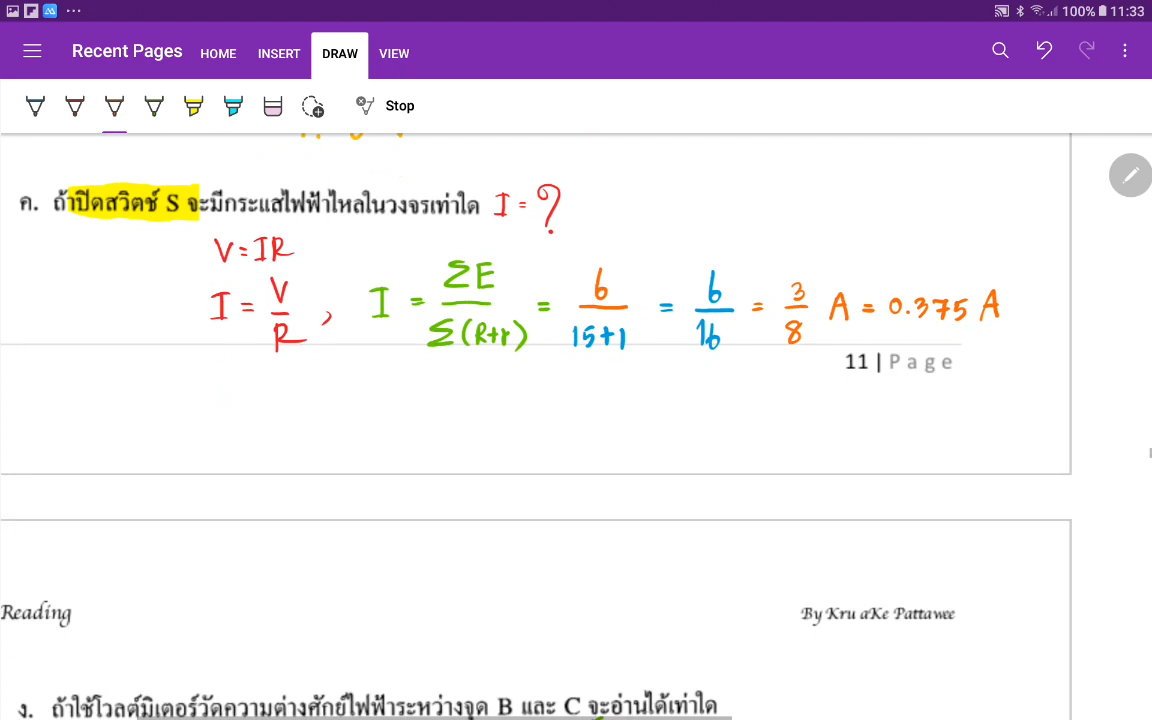 100% 11:33
Recent Pages HOME INSERT DRAW VIEW
Stop
ค. ถ้าปิดสวิตช์ S จะมีกระแสไฟฟ้าไหลในวงจรเท่าใด I = ?
V = IR
I = V/R , I = ΣE/Σ(R+r) = 6/15+1 = 6/16 = 3/8 A = 0.375 A
11 | Page
Reading By Kru aKe Pattawee
ง. ถ้าใช้โวลต์มิเตอร์วัดความต่างศักย์ไฟฟ้าระหว่างจุด B และ C จะอ่านได้เท่าใด